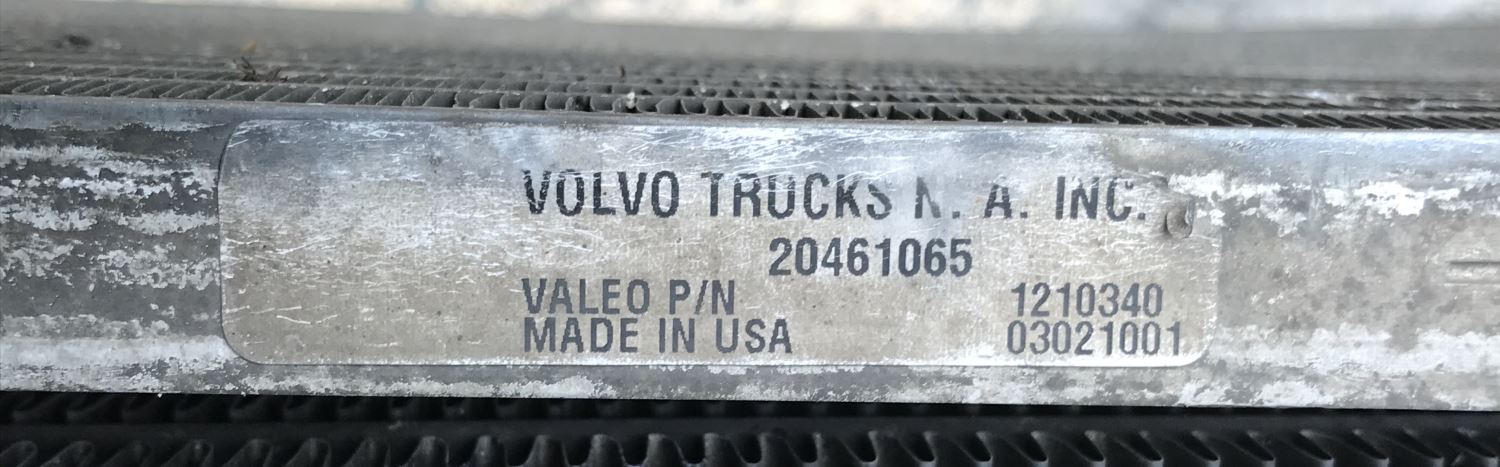 VOLVO TRUCKS N. A. INC.
20461065
VALEO P/N 1210340
MADE IN USA 03021001